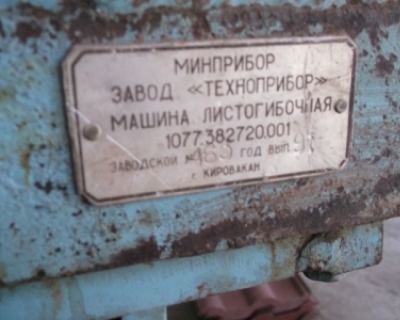 МИНПРИБОР
ЗАВОД «ТЕХНОПРИБОР»
МАШИНА ЛИСТОГИБОЧНАЯ
1077.382720.001
ЗАВОДСКОЙ № ГОД ВЫП.
г. КИРОВАКАН